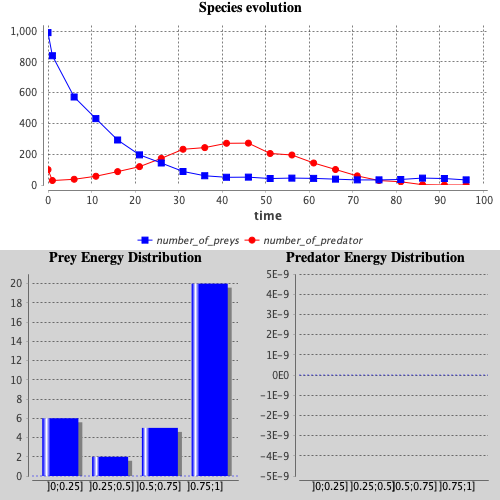 Species evolution
1,000
800
600
400
200
0
0 10 20 30 40 50 60 70 80 90 100
time
number_of_preys number_of_predator
Prey Energy Distribution
20
18
16
14
12
10
8
6
4
2
0
]0;0.25] ]0.25;0.5] ]0.5;0.75] ]0.75;1]
Predator Energy Distribution
5E-9
4E-9
3E-9
2E-9
1E-9
0E0
-1E-9
-2E-9
-3E-9
-4E-9
-5E-9
]0;0.25] ]0.25;0.5] ]0.5;0.75] ]0.75;1]